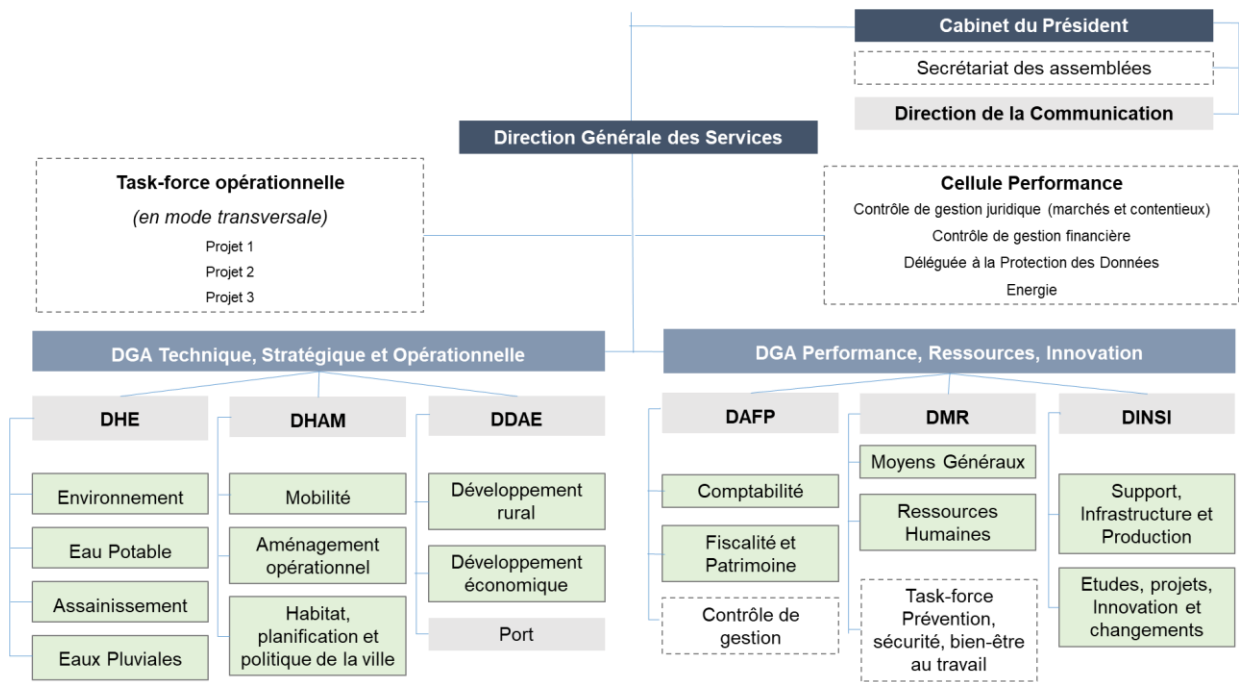 Cabinet du Président
Secrétariat des assemblées
Direction de la Communication
Direction Générale des Services
Task-force opérationnelle
(en mode transversale)
Projet 1
Projet 2
Projet 3
Cellule Performance
Contrôle de gestion juridique (marchés et contentieux)
Contrôle de gestion financière
Déléguée à la Protection des Données
Energie
DGA Technique, Stratégique et Opérationnelle
DGA Performance, Ressources, Innovation
DHE
Environnement
Eau Potable
Assainissement
Eaux Pluviales
DHAM
Mobilité
Aménagement
opérationnel
Habitat,
planification et
politique de la ville
DDAE
Développement
rural
Développement
économique
Port
DAFP
Comptabilité
Fiscalité et
Patrimoine
Contrôle de
gestion
DMR
Moyens Généraux
Ressources
Humaines
Task-force
Prévention,
sécurité, bien-être
au travail
DINSI
Support,
Infrastructure et
Production
Etudes, projets,
Innovation et
changements